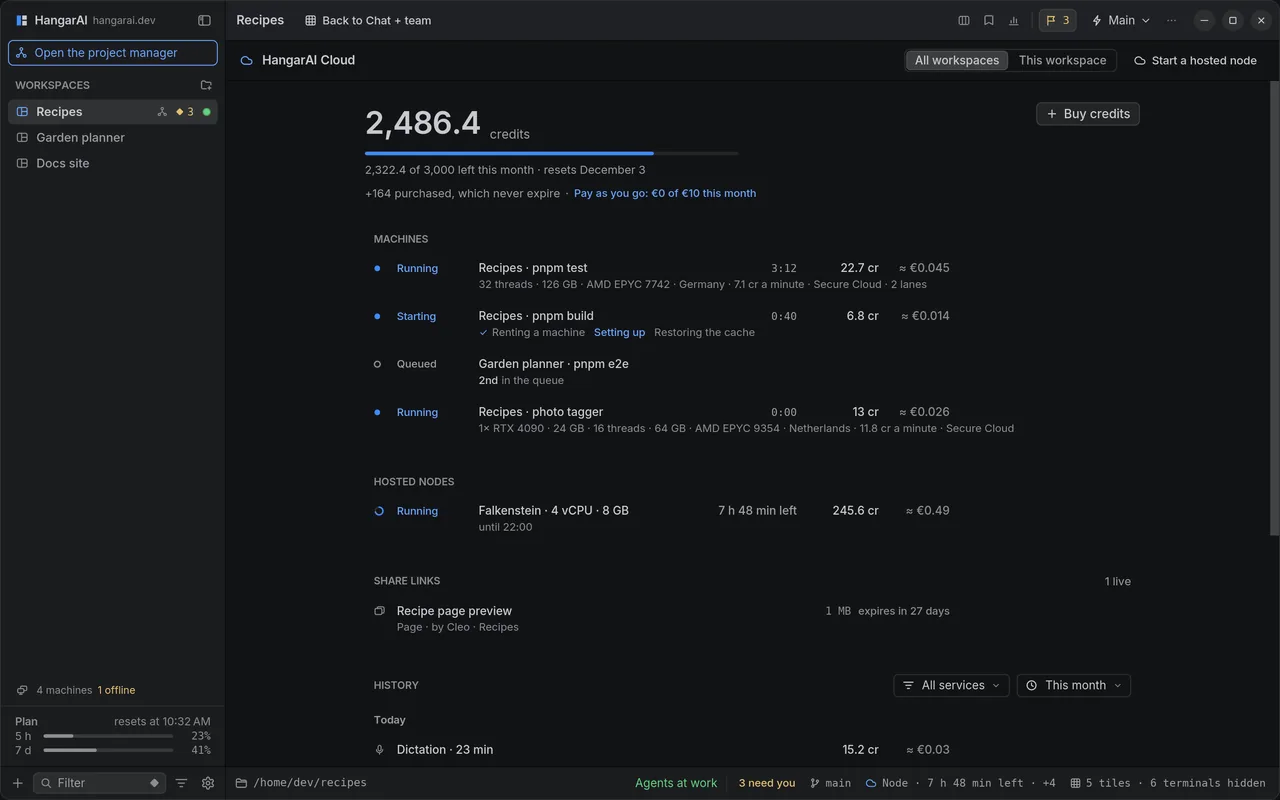 HangarAI hangar.dev
Recipes
Back to Chat + team
3
Main
Open the project manager
HangarAI Cloud
All workspaces
This workspace
Start a hosted node
WORKSPACES
Recipes
3
Garden planner
Docs site
2,486.4 credits
Buy credits
2,322.4 of 3,000 left this month · resets December 3
+164 purchased, which never expire · Pay as you go: €0 of €10 this month
MACHINES
Running Recipes · pnpm test 3:12 22.7 cr ≈ €0.045
32 threads · 126 GB · AMD EPYC 7742 · Germany · 7.1 cr a minute · Secure Cloud · 2 lanes
Starting Recipes · pnpm build 0:40 6.8 cr ≈ €0.014
Renting a machine Setting up Restoring the cache
Queued Garden planner · pnpm e2e
2nd in the queue
Running Recipes · photo tagger 0:00 13 cr ≈ €0.026
1× RTX 4090 · 24 GB · 16 threads · 64 GB · AMD EPYC 9354 · Netherlands · 11.8 cr a minute · Secure Cloud
HOSTED NODES
Running Falkenstein · 4 vCPU · 8 GB 7 h 48 min left 245.6 cr ≈ €0.49
until 22:00
SHARE LINKS 1 live
Recipe page preview 1 MB expires in 27 days
Page · by Cleo · Recipes
HISTORY
All services
This month
Today
Dictation · 23 min 15.2 cr ≈ €0.03
4 machines 1 offline
Plan resets at 10:32 AM
5 h 23%
7 d 41%
Filter
/home/dev/recipes
Agents at work
3 need you
main
Node · 7 h 48 min left · +4
5 tiles · 6 terminals hidden